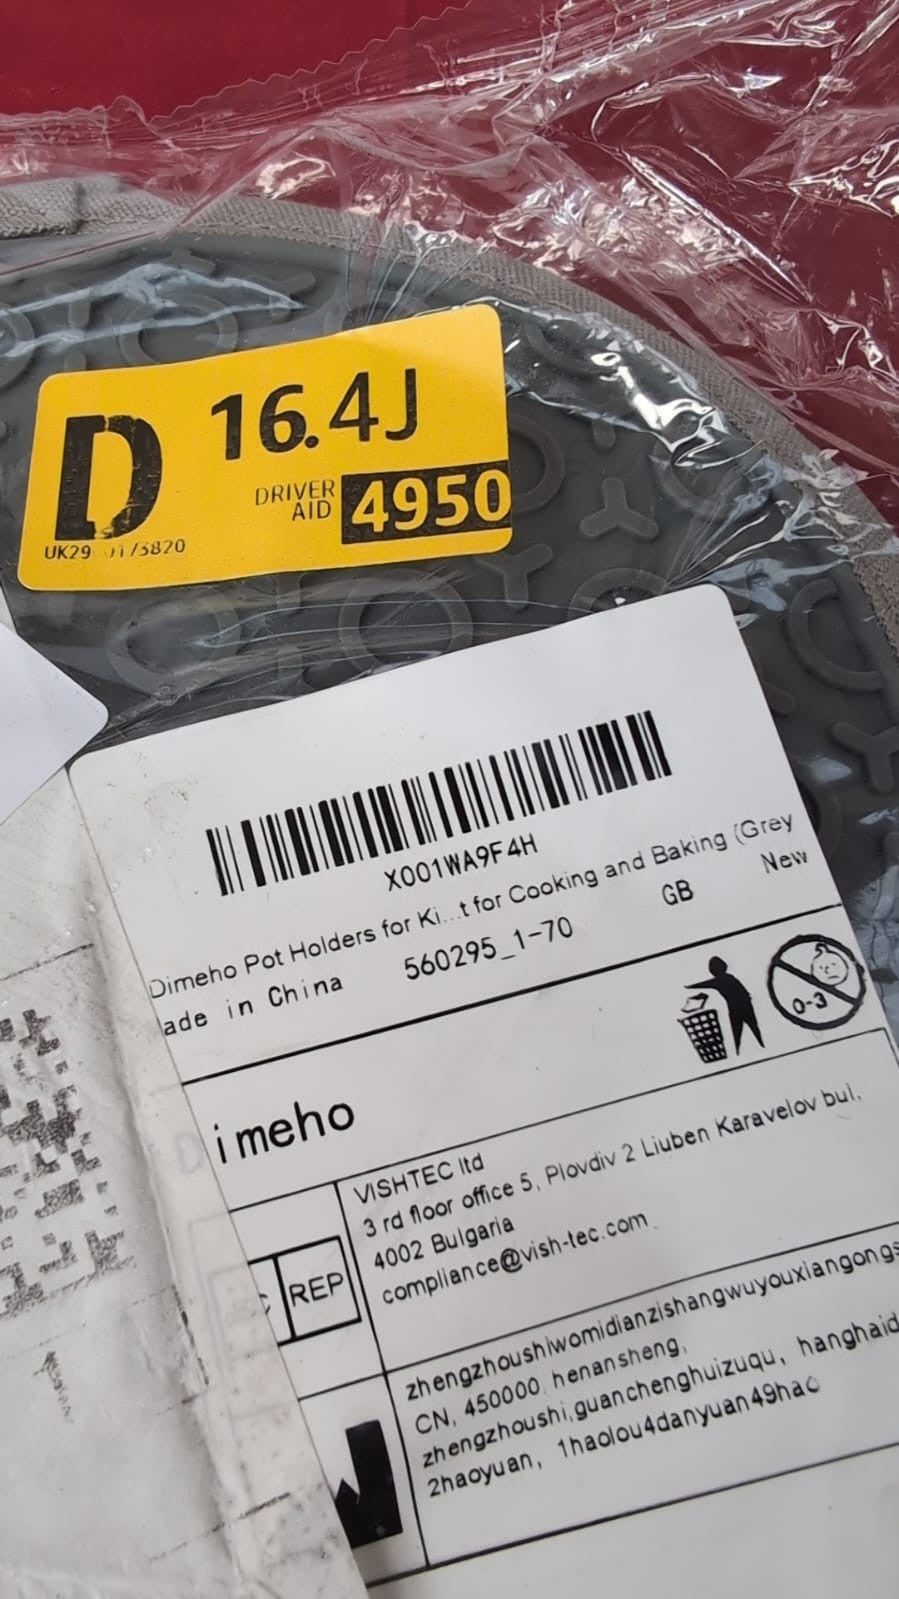 D
16.4J
DRIVER
AID
4950
X001WA9F4H
Dimeho Pot Holders for Ki...t for Cooking and Baking (Grey
New
ade in China
560295_1-70
GB
0-3
Dimeho
REP
VISHTEC ltd
3 rd floor office 5, Plovdiv 2 Liuben Karavelov bul,
4002 Bulgaria
compliance@vish-tec.com
zhengzhoushiwomidianzishangwuyouxiangongs
CN, 450000, henansheng,
zhengzhoushi,guanchenghuizuqu, hanghaid
2haoyuan, 1haolou4danyuan49hao